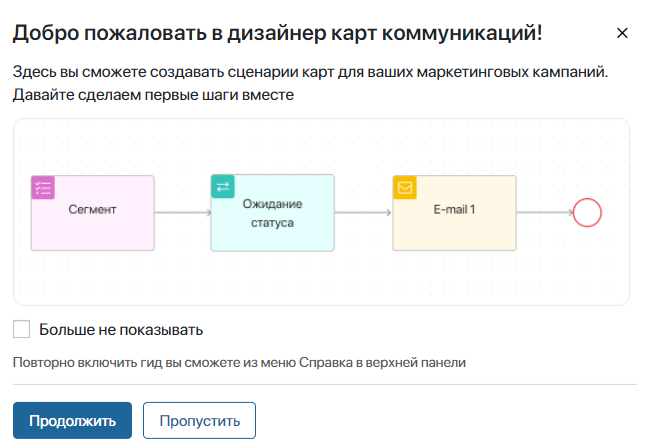 Добро пожаловать в дизайнер карт коммуникаций!
Здесь вы сможете создавать сценарии карт для ваших маркетинговых кампаний.
Давайте сделаем первые шаги вместе
Сегмент
Ожидание
статуса
E-mail 1
Больше не показывать
Повторно включить гид вы сможете из меню Справка в верхней панели
Продолжить
Пропустить